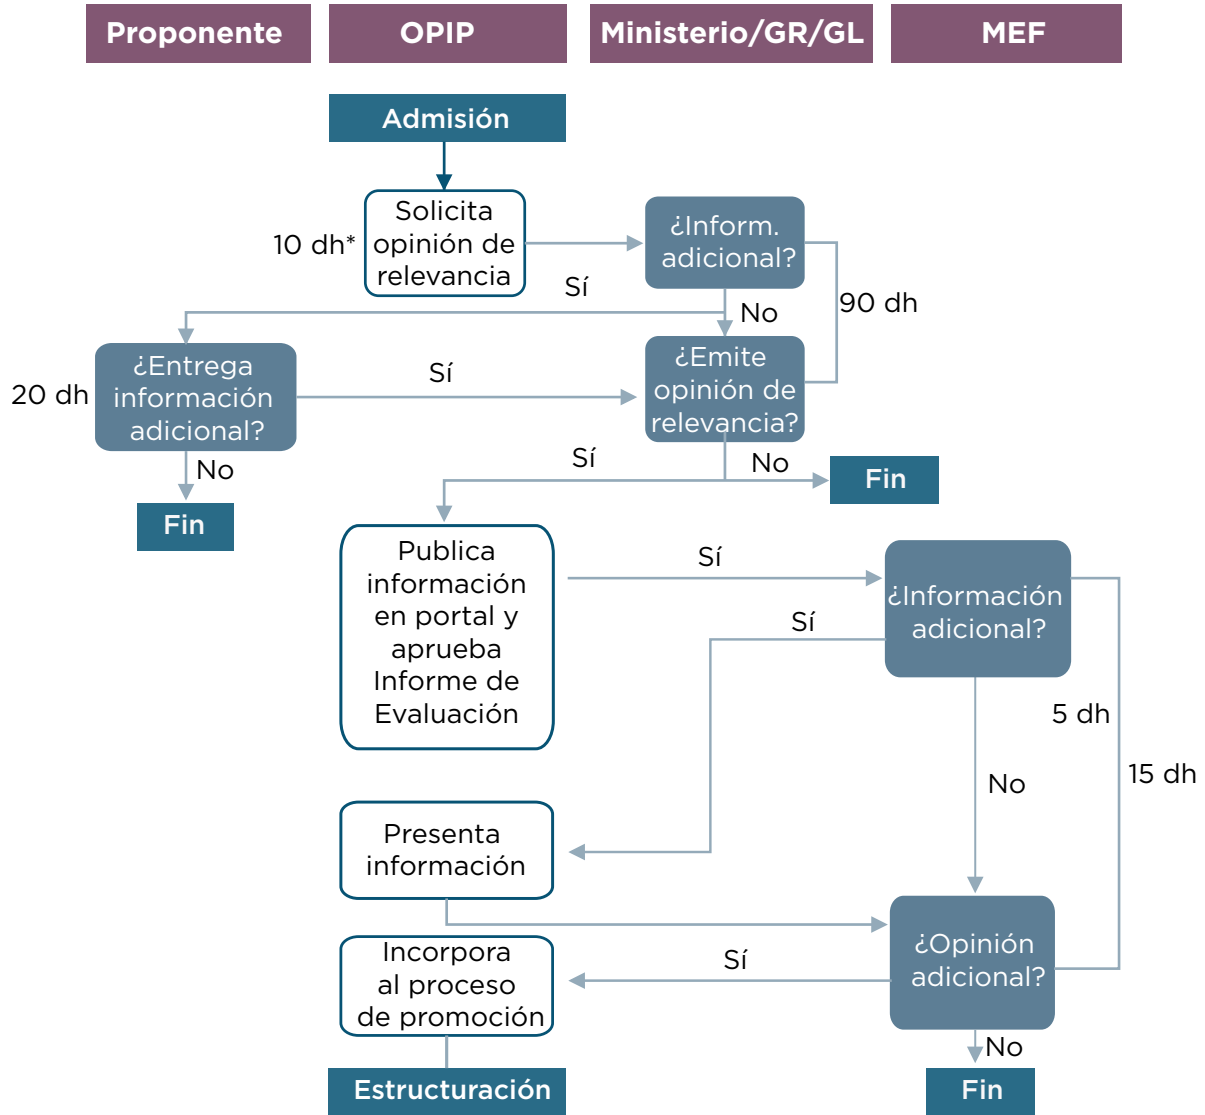 Proponente
OPIP
Ministerio/GR/GL
MEF
Admisión
10 dh*
Solicita
opinión de
relevancia
¿Inform.
adicional?
Sí
No
90 dh
20 dh
¿Entrega
información
adicional?
Sí
¿Emite
opinión de
relevancia?
No
Fin
Sí
No
Fin
Publica
información
en portal y
aprueba
Informe de
Evaluación
Sí
¿Información
adicional?
Sí
5 dh
15 dh
No
Presenta
información
Incorpora
al proceso
de promoción
Sí
¿Opinión
adicional?
No
Estructuración
Fin